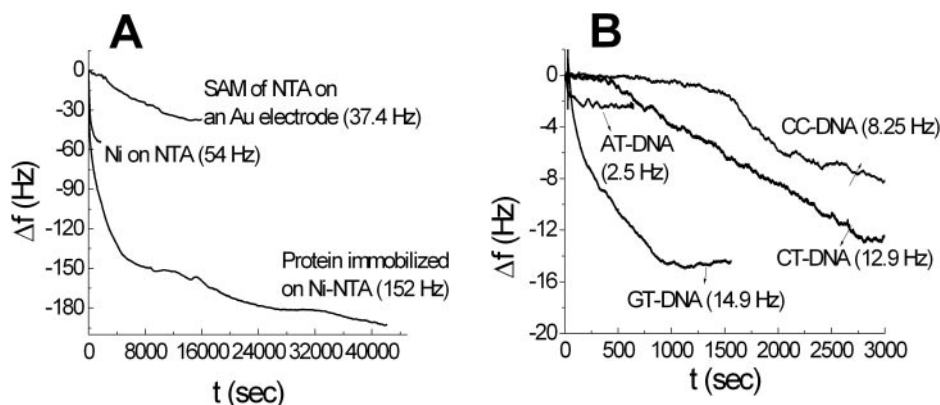 A
0
-30
-60
-90
-120
-150
-180
Δf (Hz)
SAM of NTA on
an Au electrode (37.4 Hz)
Ni on NTA (54 Hz)
Protein immobilized
on Ni-NTA (152 Hz)
0 8000 16000 24000 32000 40000
t (sec)
B
0
-4
-8
-12
-16
-20
Δf (Hz)
AT-DNA
(2.5 Hz)
CC-DNA (8.25 Hz)
CT-DNA (12.9 Hz)
GT-DNA (14.9 Hz)
0 500 1000 1500 2000 2500 3000
t (sec)